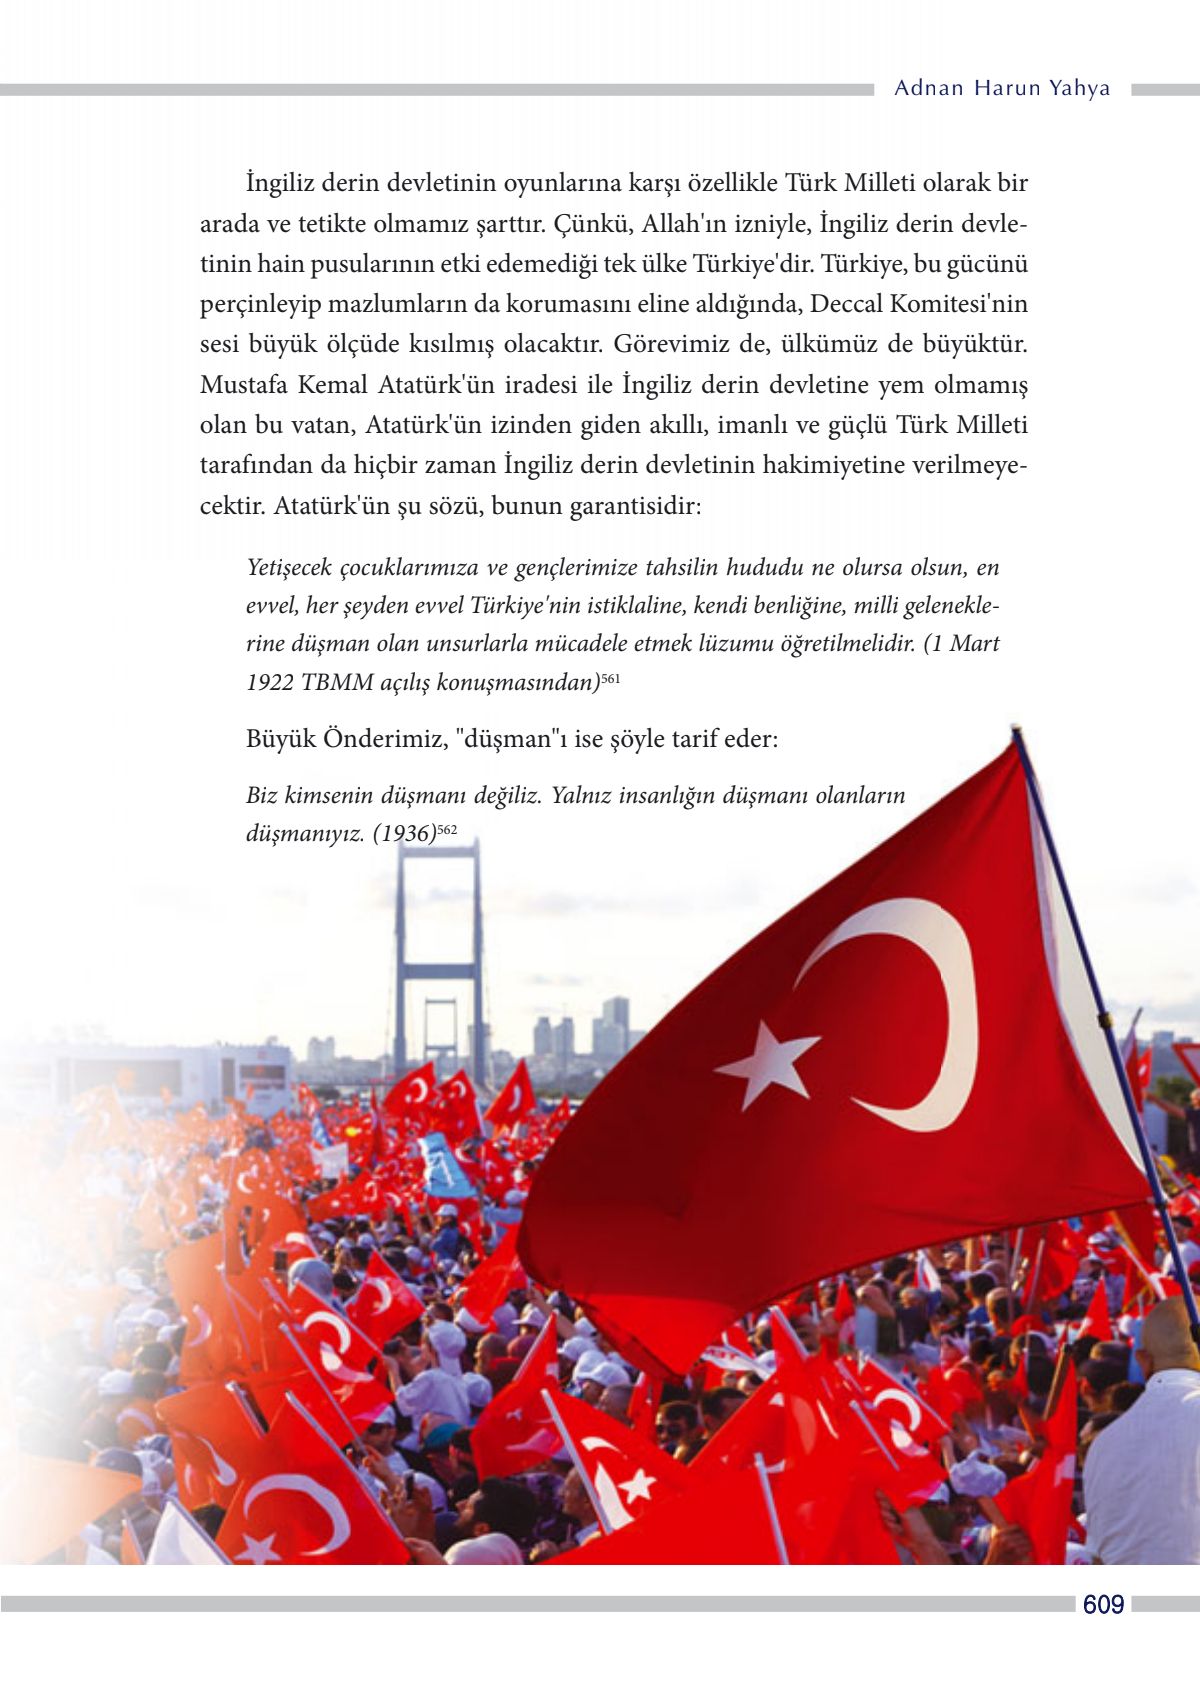 Adnan Harun Yahya
İngiliz derin devletinin oyunlarına karşı özellikle Türk Milleti olarak bir
arada ve tetikte olmamız şarttır. Çünkü, Allah'ın izniyle, İngiliz derin devle-
tinin hain pusularının etki edemediği tek ülke Türkiye'dir. Türkiye, bu gücünü
perçinleyip mazlumların da korumasını eline aldığında, Deccal Komitesi'nin
sesi büyük ölçüde kısılmış olacaktır. Görevimiz de, ülkümüz de büyüktür.
Mustafa Kemal Atatürk'ün iradesi ile İngiliz derin devletine yem olmamış
olan bu vatan, Atatürk'ün izinden giden akıllı, imanlı ve güçlü Türk Milleti
tarafından da hiçbir zaman İngiliz derin devletinin hakimiyetine verilmeye-
cektir. Atatürk'ün şu sözü, bunun garantisidir:
Yetişecek çocuklarımıza ve gençlerimize tahsilin hududu ne olursa olsun, en
evvel, her şeyden evvel Türkiye'nin istiklaline, kendi benliğine, milli gelenekle-
rine düşman olan unsurlarla mücadele etmek lüzumu öğretilmelidir. (1 Mart
1922 TBMM açılış konuşmasından)561
Büyük Önderimiz, "düşman"ı ise şöyle tarif eder:
Biz kimsenin düşmanı değiliz. Yalnız insanlığın düşmanı olanların
düşmanıyız. (1936)562
609